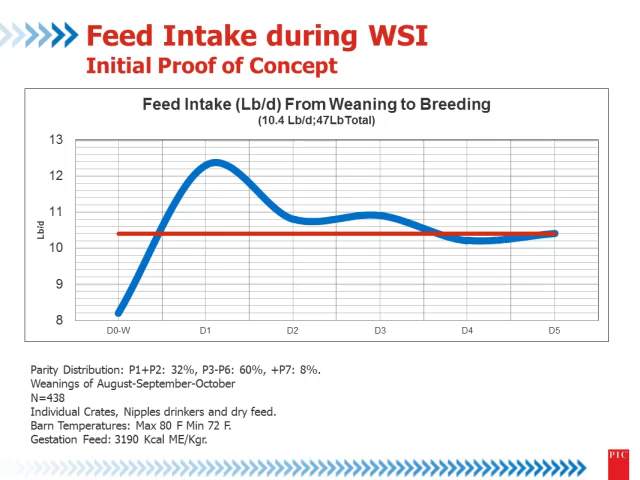 Feed Intake during WSI
Initial Proof of Concept
Feed Intake (Lb/d) From Weaning to Breeding
(10.4 Lb/d;47LbTotal)
13
12
11
10
9
8
Lb/d
D0-W D1 D2 D3 D4 D5
Parity Distribution: P1+P2: 32%, P3-P6: 60%, +P7: 8%.
Weanings of August-September-October
N=438
Individual Crates, Nipples drinkers and dry feed.
Barn Temperatures: Max 80 F Min 72 F.
Gestation Feed: 3190 Kcal ME/Kgr.
PIC